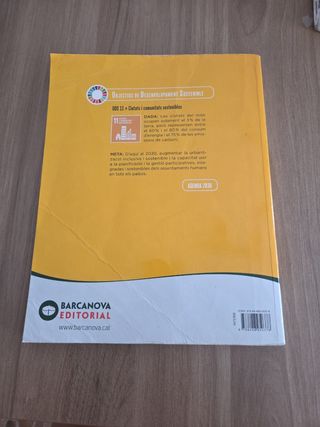 OBJECTIUS DE DESENVOLUPAMENT SOSTENIBLE
ODS 11 • Ciutats i comunitats sostenibles
11
DADA: Les ciutats del món
ocupen solament el 3% de la
terra, però representen entre
el 60% i el 80% del consum
d'energia i el 75% de les emis-
sions de carboni.
META: D'aquí al 2030, augmentar la urbanit-
zació inclusiva i sostenible i la capacitat per
a la planificació i la gestió participatives, inte-
grades i sostenibles dels assentaments humans
en tots els països.
AGENDA 2030
BARCANOVA
EDITORIAL
www.barcanova.cat